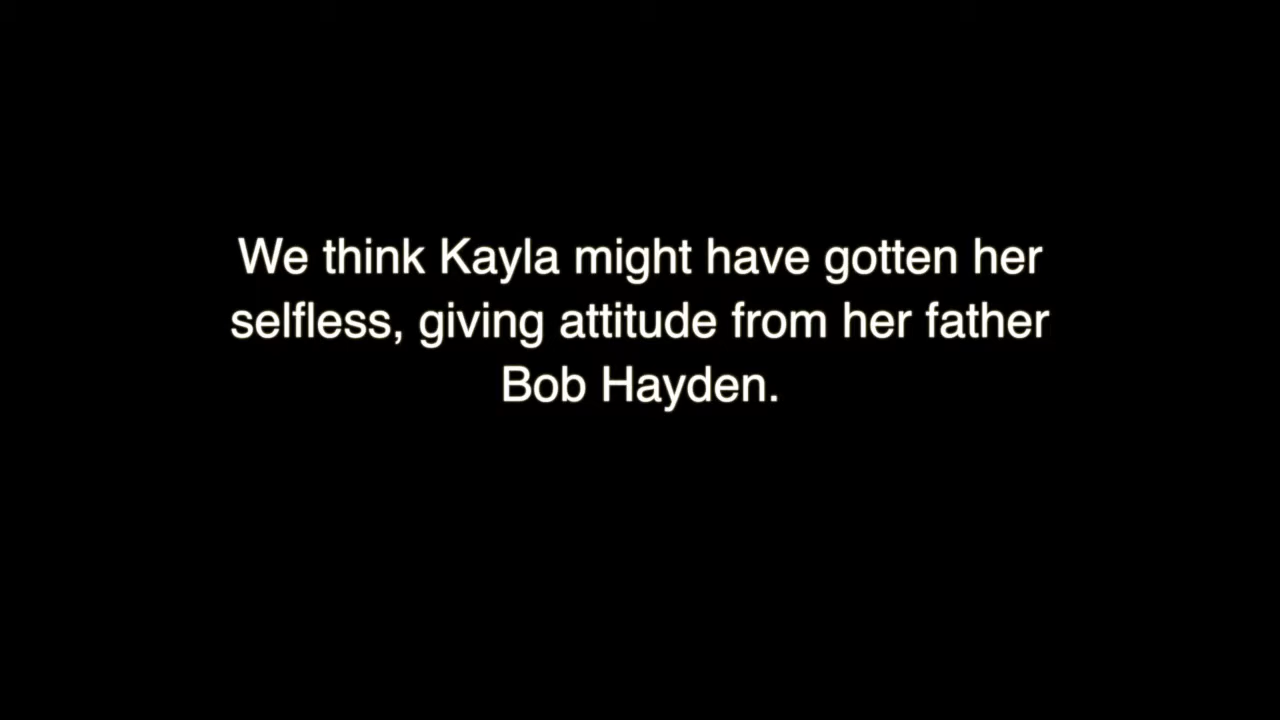 We think Kayla might have gotten her
selfless, giving attitude from her father
Bob Hayden.